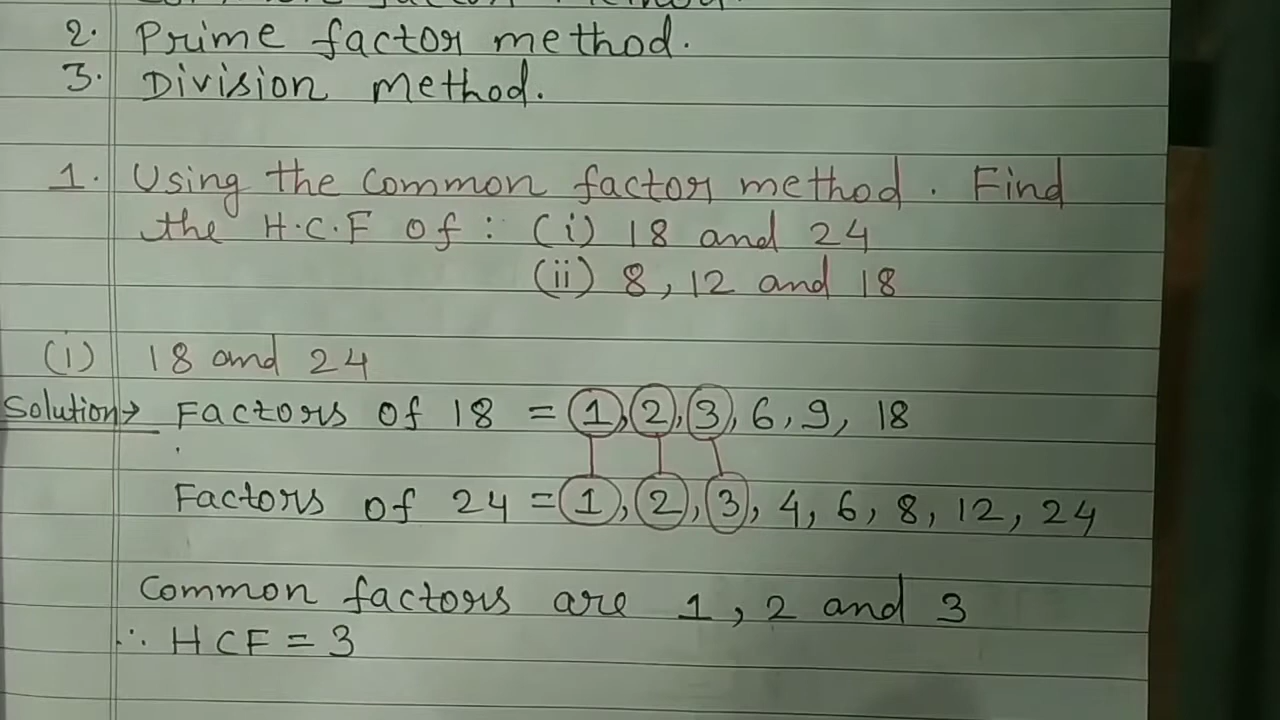 2. Prime factor method.
3. Division method.
1. Using the common factor method. Find
the H.C.F of : (i) 18 and 24
(ii) 8, 12 and 18
(i) 18 and 24
Solution→ Factors of 18 = 1, 2, 3, 6, 9, 18
Factors of 24 = 1, 2, 3, 4, 6, 8, 12, 24
Common factors are 1, 2 and 3
∴ HCF = 3